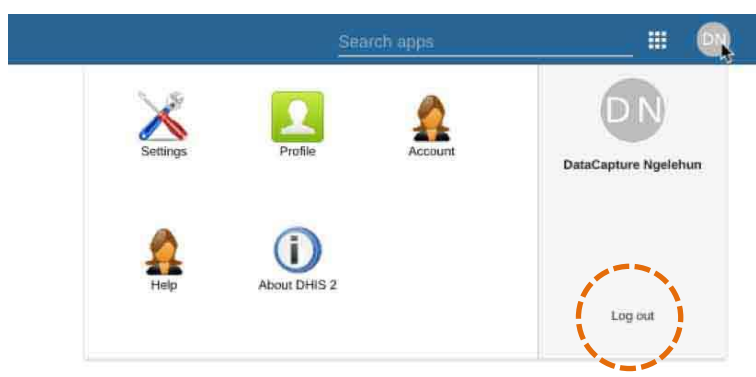 Search apps
DN
DN
Settings
Profile
Account
DataCapture Ngelehun
Help
About DHIS 2
Log out